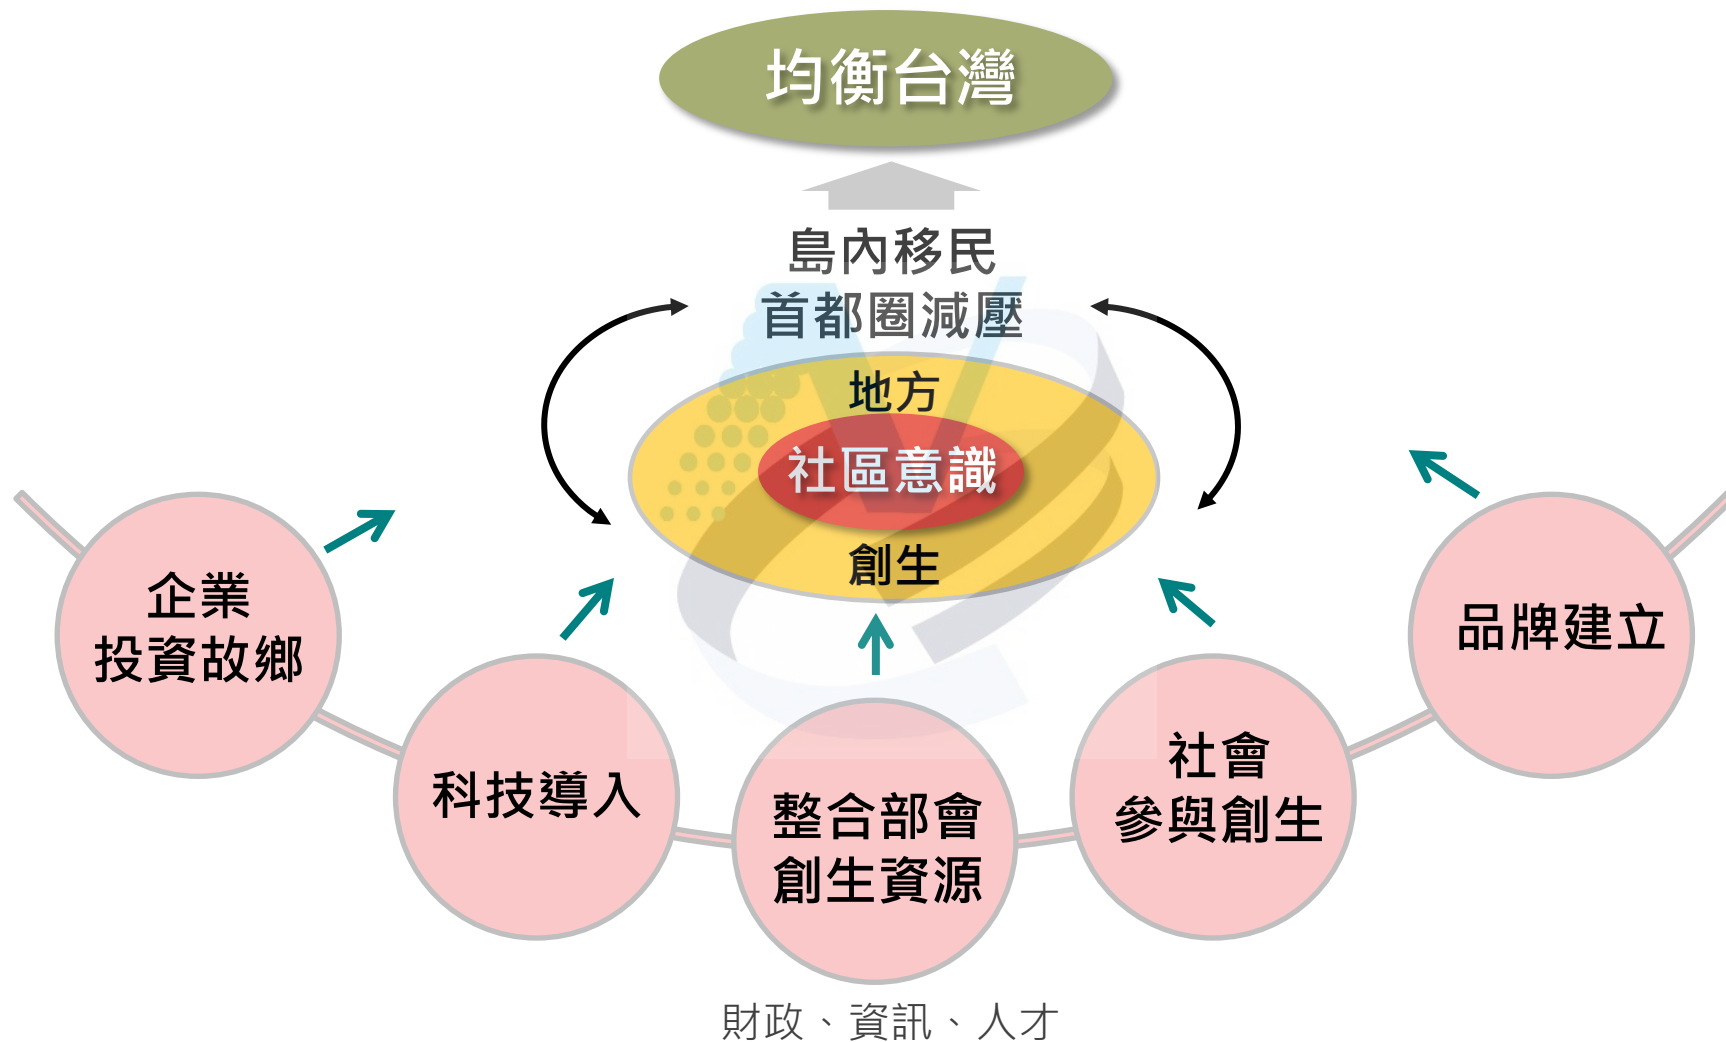 均衡台灣
島內移民
首都圈減壓
地方
社區意識
創生
企業
投資故鄉
科技導入
整合部會
創生資源
社會
參與創生
品牌建立
財政、資訊、人才